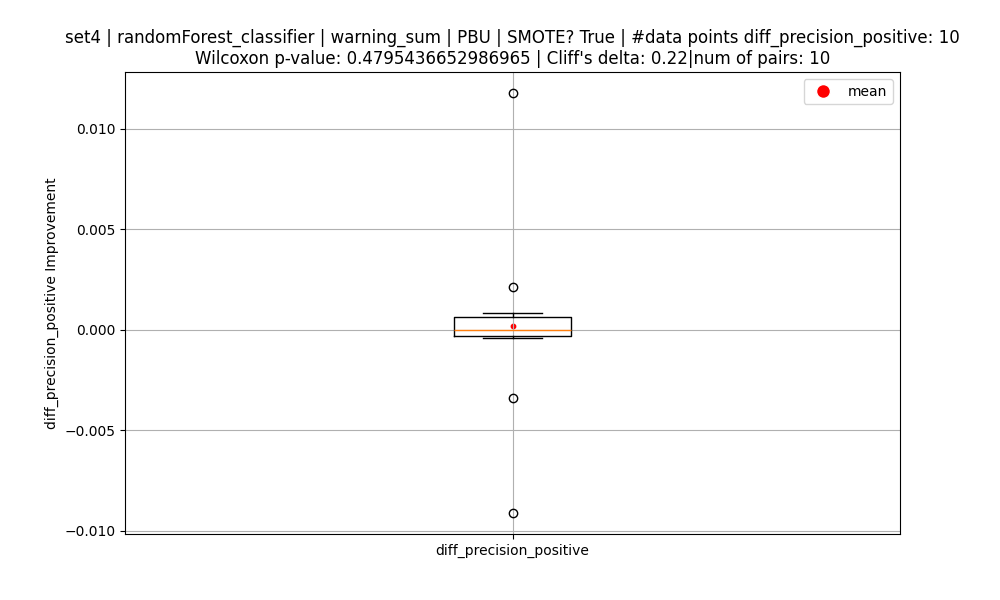 set4 | randomForest_classifier | warning_sum | PBU | SMOTE? True | #data points diff_precision_positive: 10
Wilcoxon p-value: 0.4795436652986965 | Cliff's delta: 0.22|num of pairs: 10
mean
0.010
0.005
0.000
−0.005
−0.010
diff_precision_positive Improvement
diff_precision_positive